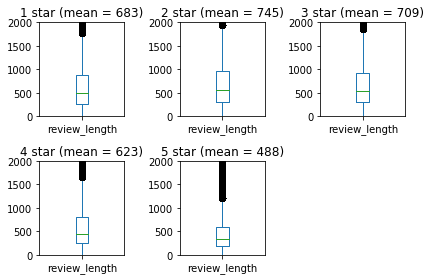 1 star (mean = 683)
2000
1500
1000
500
0
review_length
2 star (mean = 745)
2000
1500
1000
500
0
review_length
3 star (mean = 709)
2000
1500
1000
500
0
review_length
4 star (mean = 623)
2000
1500
1000
500
0
review_length
5 star (mean = 488)
2000
1500
1000
500
0
review_length